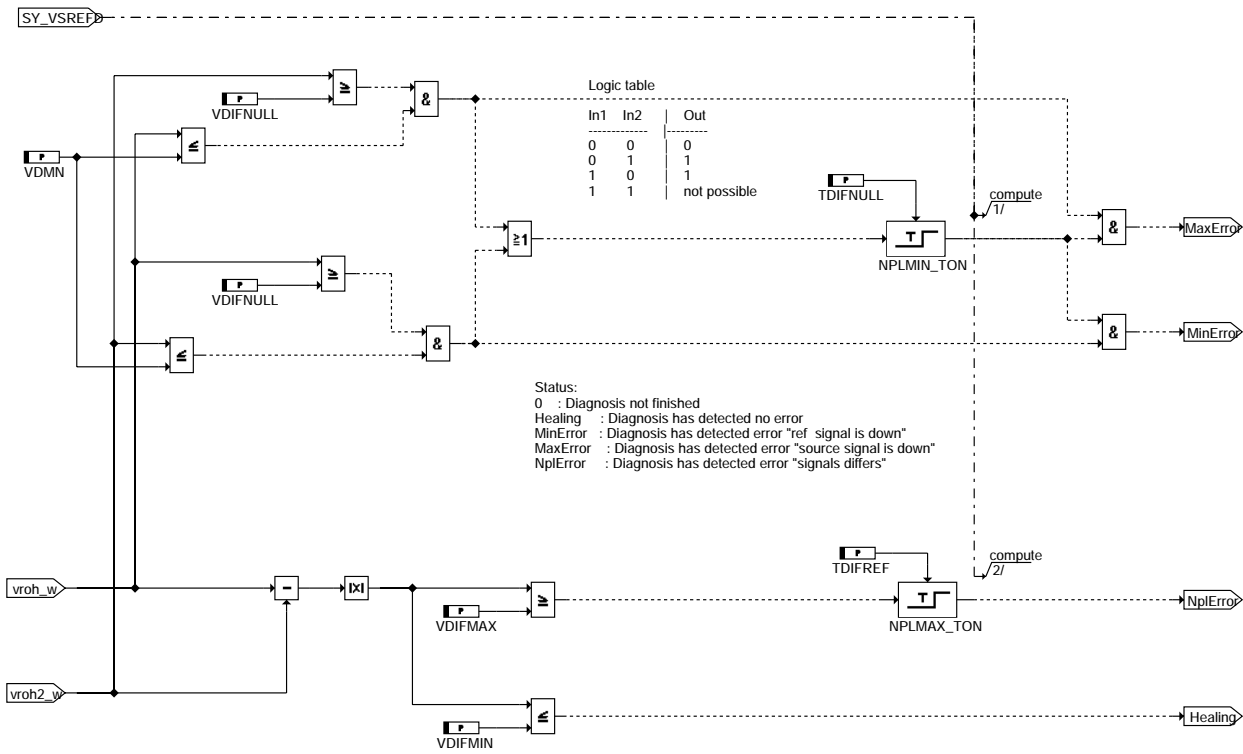 SY_VSREFD
VDIFNULL
P
&
Logic table
In1 In2 | Out
------------- |---------
0 0 | 0
0 1 | 1
1 0 | 1
1 1 | not possible
P
VDMN
P
TDIFNULL
compute
1/
≥1
T
NPLMIN_TON
&
MaxError
P
VDIFNULL
&
&
MinError
Status:
0 : Diagnosis not finished
Healing : Diagnosis has detected no error
MinError : Diagnosis has detected error "ref signal is down"
MaxError : Diagnosis has detected error "source signal is down"
NplError : Diagnosis has detected error "signals differs"
P
TDIFREF
compute
2/
vroh_w
-
|X|
P
VDIFMAX
≥
T
NPLMAX_TON
NplError
vroh2_w
P
VDIFMIN
≤
Healing